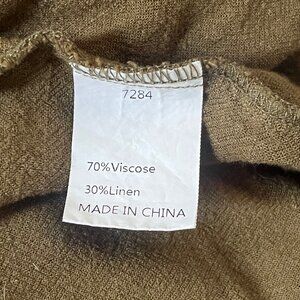 7284
70%Viscose
30%Linen
MADE IN CHINA